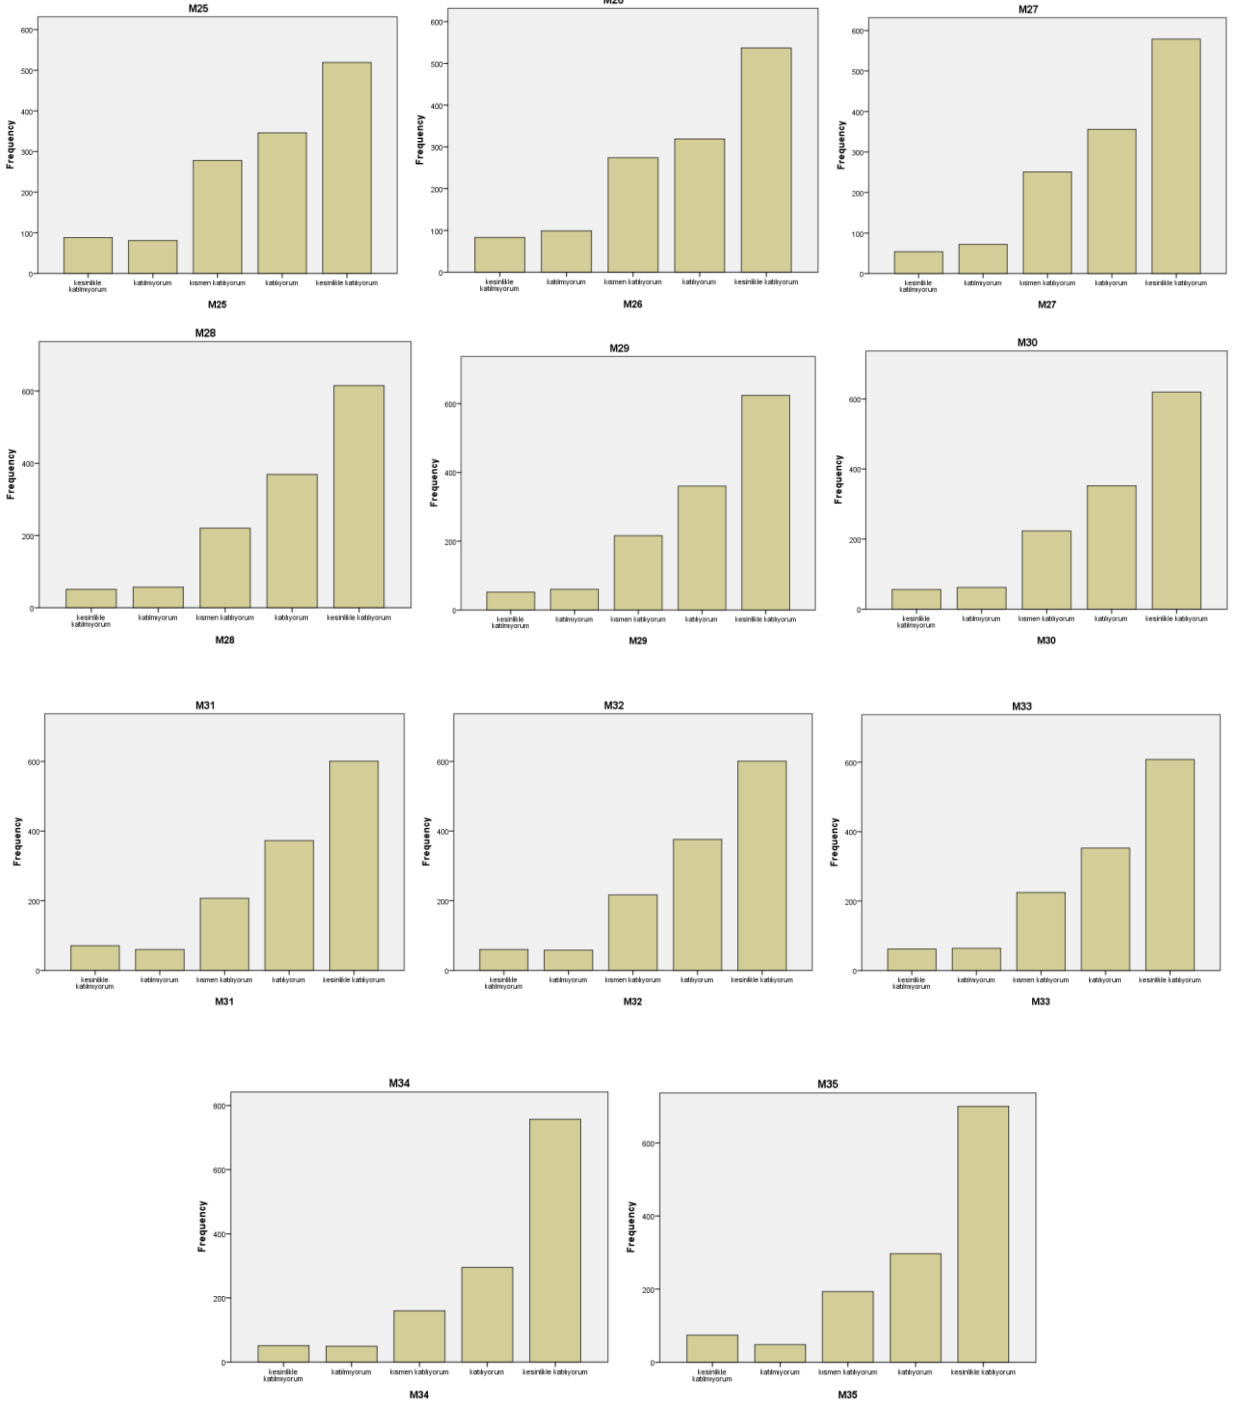 M25
600
500
400
300
200
100
0
Frequency
kesinlikle
katılmıyorum
katılmıyorum
kısmen katılıyorum
katılıyorum
kesinlikle katılıyorum
M25
M26
600
500
400
300
200
100
0
Frequency
kesinlikle
katılmıyorum
katılmıyorum
kısmen katılıyorum
katılıyorum
kesinlikle katılıyorum
M26
M27
600
500
400
300
200
100
0
Frequency
kesinlikle
katılmıyorum
katılmıyorum
kısmen katılıyorum
katılıyorum
kesinlikle katılıyorum
M27
M28
600
400
200
0
Frequency
kesinlikle
katılmıyorum
katılmıyorum
kısmen katılıyorum
katılıyorum
kesinlikle katılıyorum
M28
M29
600
400
200
0
Frequency
kesinlikle
katılmıyorum
katılmıyorum
kısmen katılıyorum
katılıyorum
kesinlikle katılıyorum
M29
M30
600
400
200
0
Frequency
kesinlikle
katılmıyorum
katılmıyorum
kısmen katılıyorum
katılıyorum
kesinlikle katılıyorum
M30
M31
600
400
200
0
Frequency
kesinlikle
katılmıyorum
katılmıyorum
kısmen katılıyorum
katılıyorum
kesinlikle katılıyorum
M31
M32
600
400
200
0
Frequency
kesinlikle
katılmıyorum
katılmıyorum
kısmen katılıyorum
katılıyorum
kesinlikle katılıyorum
M32
M33
600
400
200
0
Frequency
kesinlikle
katılmıyorum
katılmıyorum
kısmen katılıyorum
katılıyorum
kesinlikle katılıyorum
M33
M34
800
600
400
200
0
Frequency
kesinlikle
katılmıyorum
katılmıyorum
kısmen katılıyorum
katılıyorum
kesinlikle katılıyorum
M34
M35
600
400
200
0
Frequency
kesinlikle
katılmıyorum
katılmıyorum
kısmen katılıyorum
katılıyorum
kesinlikle katılıyorum
M35